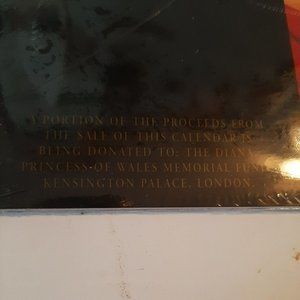 A PORTION OF THE PROCEEDS FROM
THE SALE OF THIS CALENDAR IS
BEING DONATED TO: THE DIANA
PRINCESS OF WALES MEMORIAL FUND
KENSINGTON PALACE, LONDON.